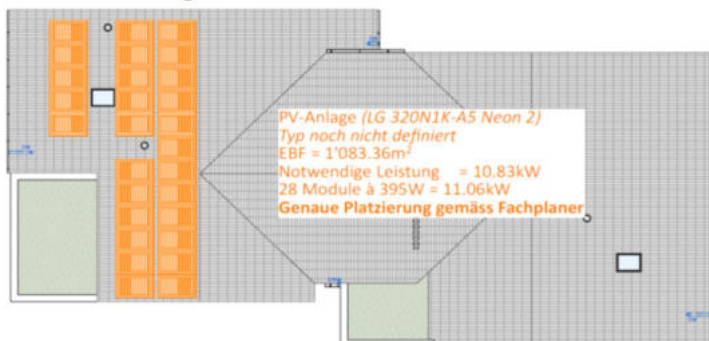 PV-Anlage (LG 320N1K-A5 Neon 2)
Typ noch nicht definiert
EBF = 1'083.36m²
Notwendige Leistung = 10.83kW
28 Module à 395W = 11.06kW
Genaue Platzierung gemäss Fachplaner